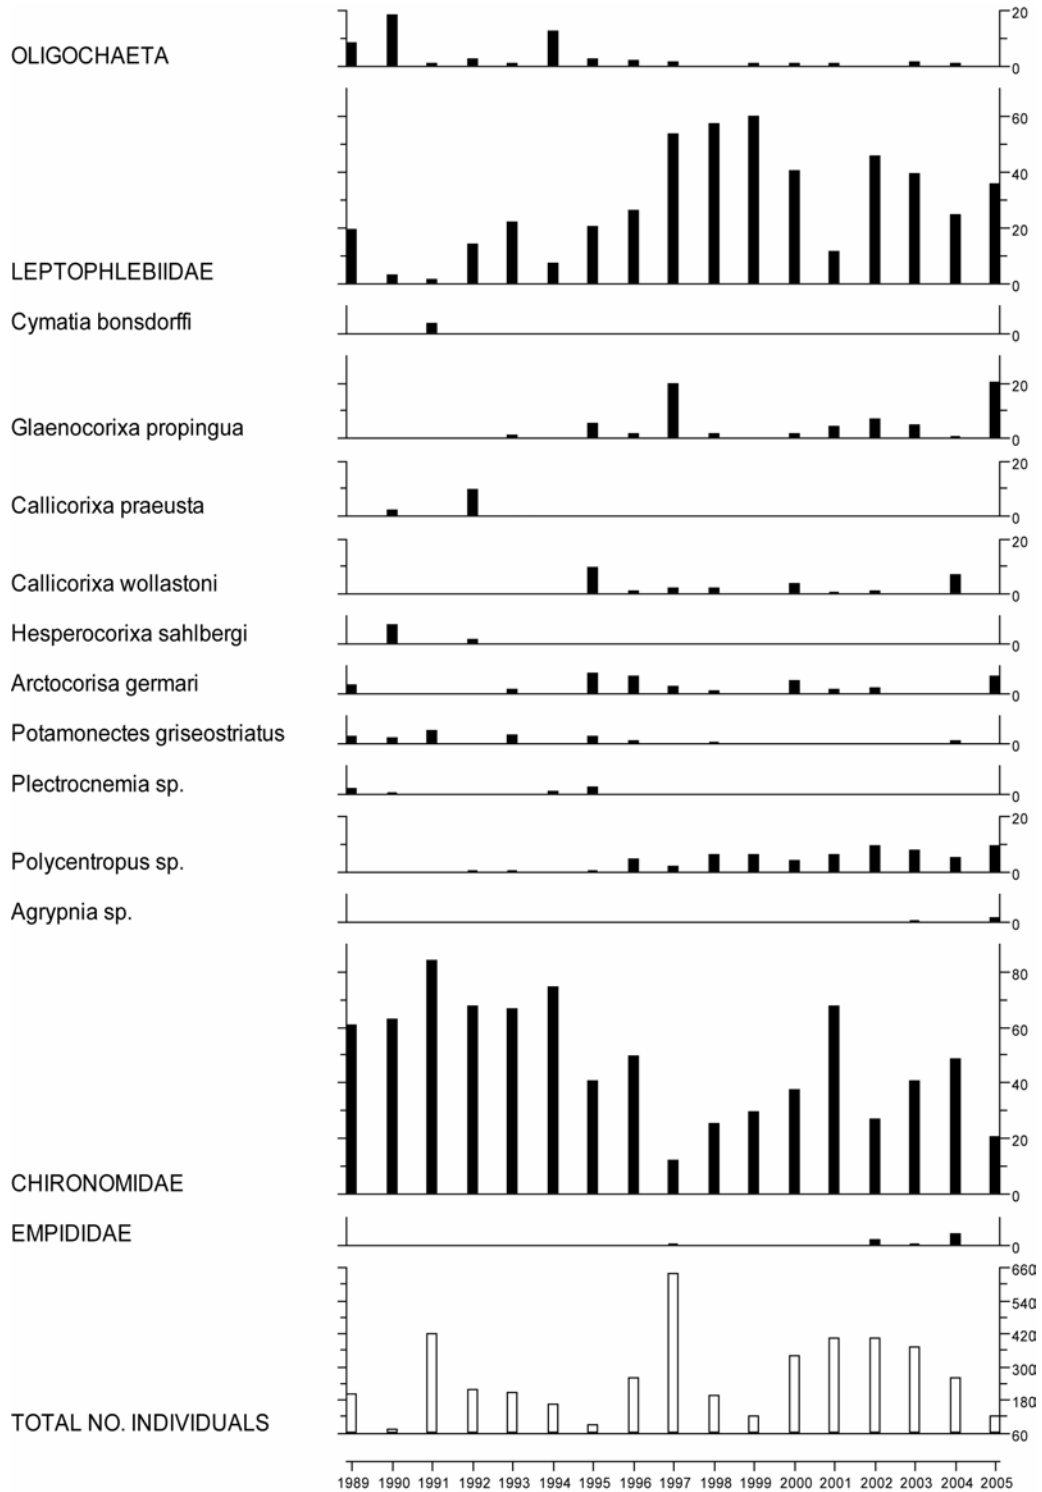 20
OLIGOCHAETA
0
60
40
20
LEPTOPHLEBIIDAE
0
Cymatia bonsdorffi
0
20
Glaenocorixa propingua
0
20
Callicorixa praeusta
0
20
Callicorixa wollastoni
0
Hesperocorixa sahlbergi
0
Arctocorisa germari
0
Potamonectes griseostriatus
0
Plectrocnemia sp.
0
20
Polycentropus sp.
0
Agrypnia sp.
0
80
60
40
20
CHIRONOMIDAE
0
EMPIDIDAE
0
660
540
420
300
180
TOTAL NO. INDIVIDUALS
60
1989 1990 1991 1992 1993 1994 1995 1996 1997 1998 1999 2000 2001 2002 2003 2004 2005